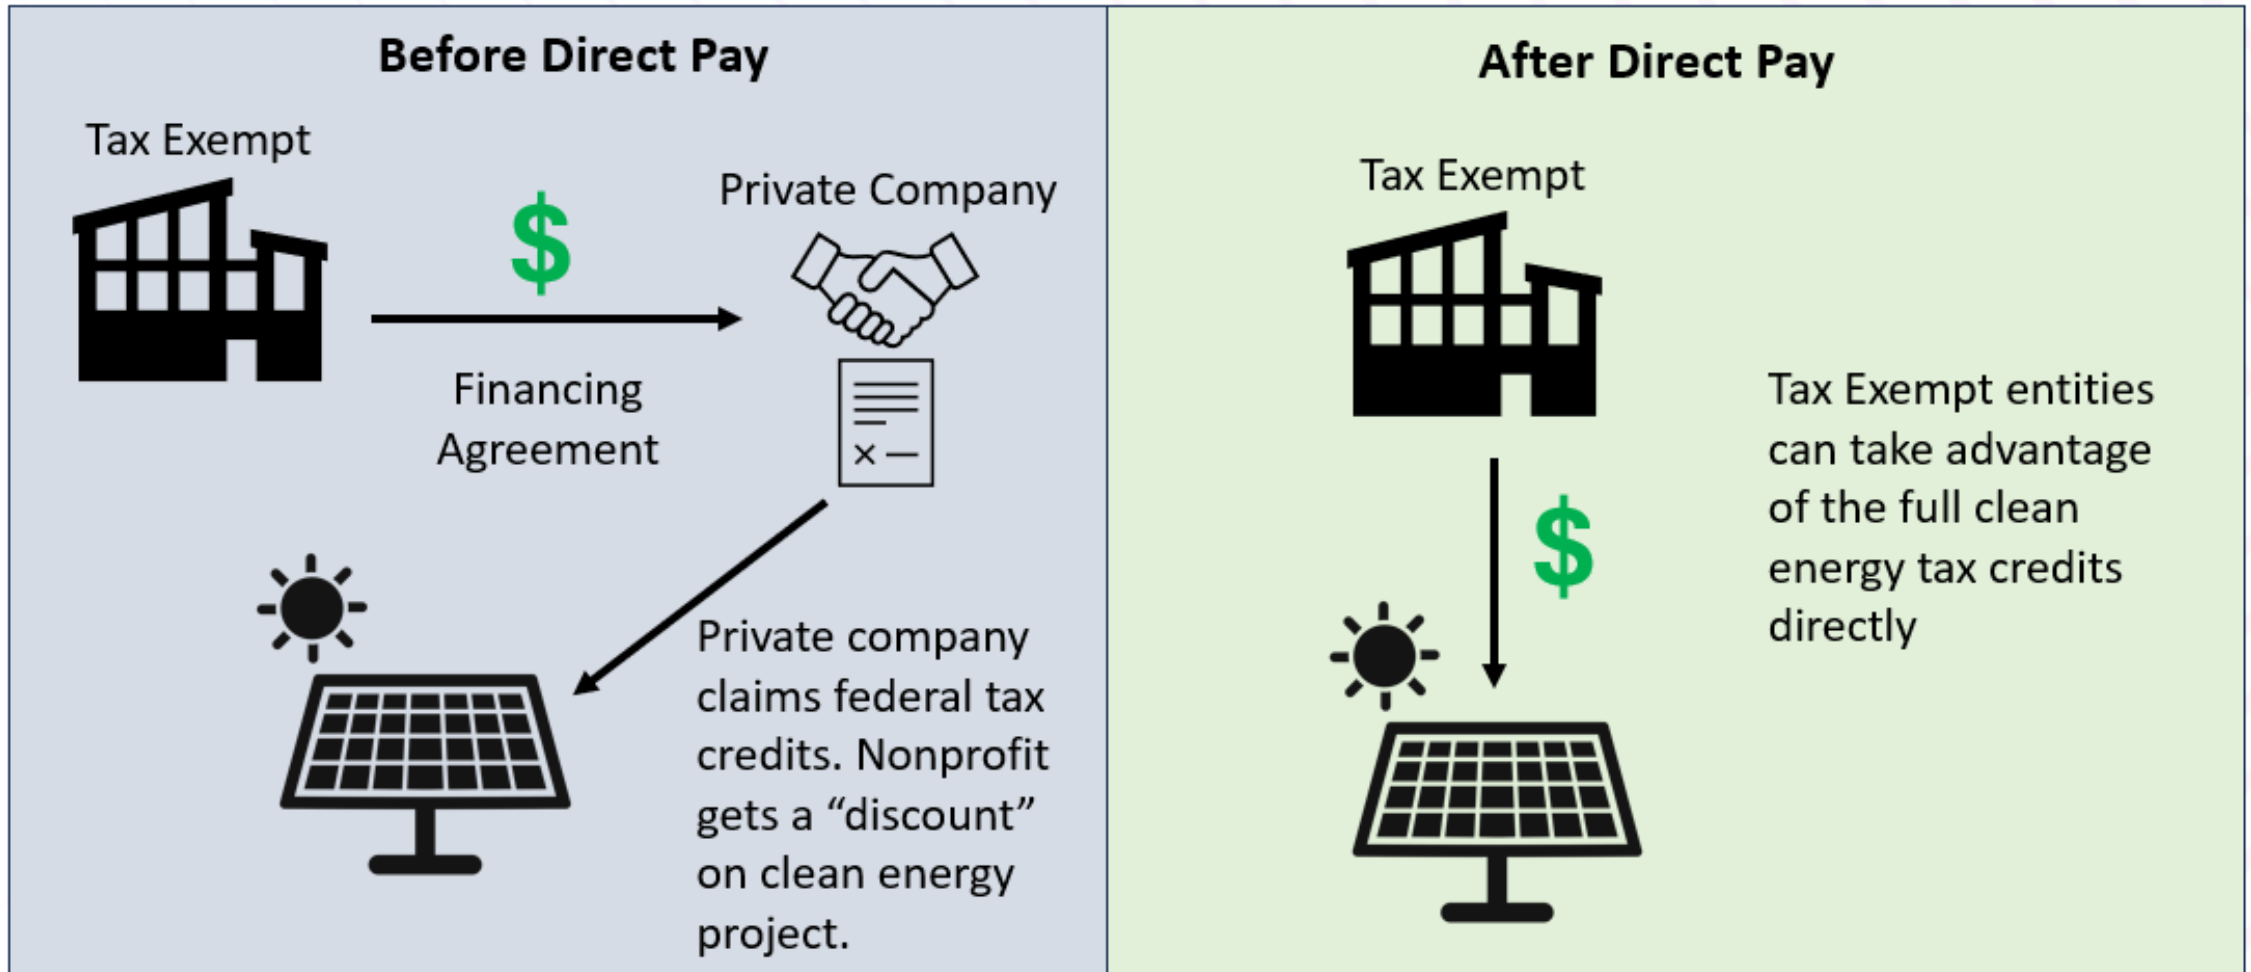 Before Direct Pay
Tax Exempt
$
Private Company
Financing
Agreement
×
Private company
claims federal tax
credits. Nonprofit
gets a “discount”
on clean energy
project.
After Direct Pay
Tax Exempt
$
Tax Exempt entities
can take advantage
of the full clean
energy tax credits
directly